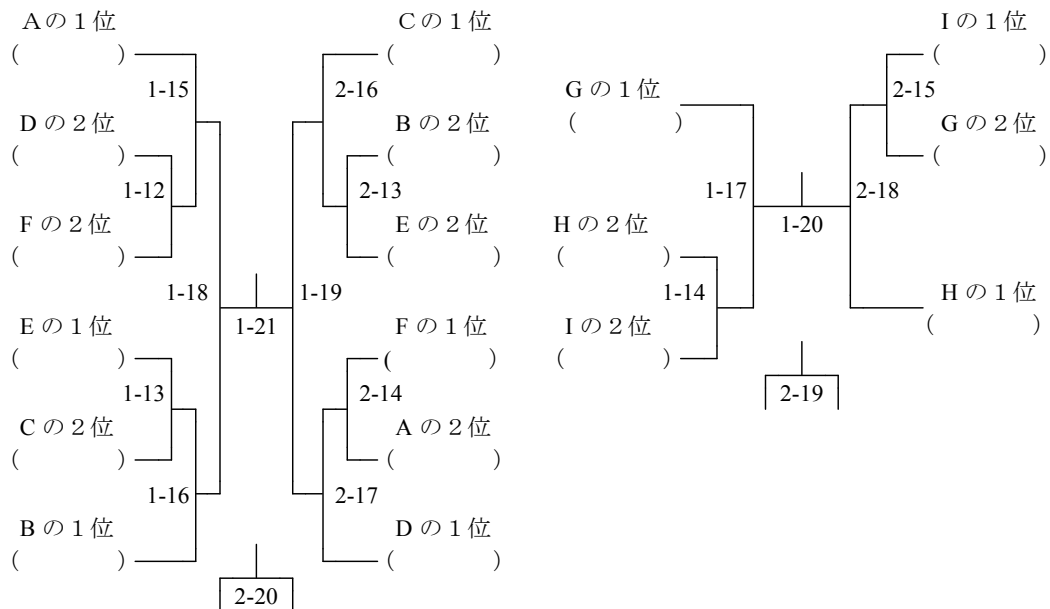 Aの１位
(　　　　)
1-15
Dの２位
(　　　　)
1-12
Fの２位
(　　　　)
1-18
Eの１位
(　　　　)
1-13
Cの２位
(　　　　)
1-16
Bの１位
(　　　　)
1-21
2-20
Cの１位
(　　　　)
2-16
Bの２位
(　　　　)
2-13
Eの２位
(　　　　)
1-19
Fの１位
(　　　　)
2-14
Aの２位
(　　　　)
2-17
Dの１位
(　　　　)
Gの１位
(　　　　)
1-17
Hの２位
(　　　　)
1-14
Iの２位
(　　　　)
1-20
2-19
Iの１位
(　　　　)
2-15
Gの２位
(　　　　)
2-18
Hの１位
(　　　　)